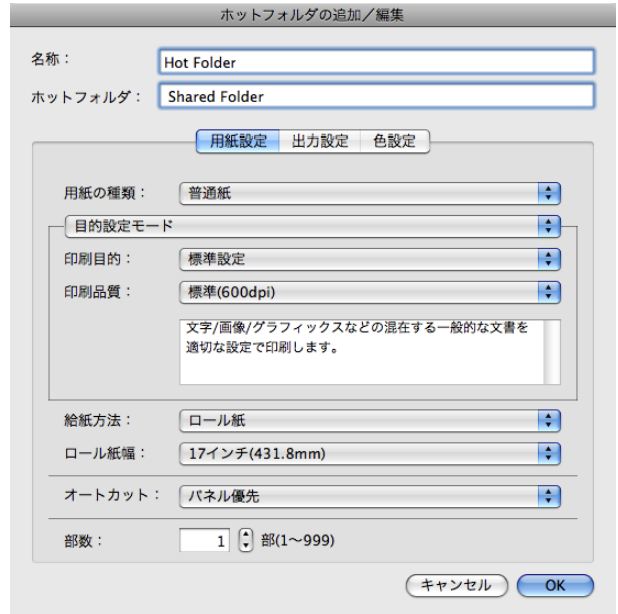 ホットフォルダの追加／編集
名称： Hot Folder
ホットフォルダ： Shared Folder
用紙設定 出力設定 色設定
用紙の種類： 普通紙
目的設定モード
印刷目的： 標準設定
印刷品質： 標準(600dpi)
文字/画像/グラフィックスなどの混在する一般的な文書を
適切な設定で印刷します。
給紙方法： ロール紙
ロール紙幅： 17インチ(431.8mm)
オートカット： パネル優先
部数： 1 部(1〜999)
キャンセル OK